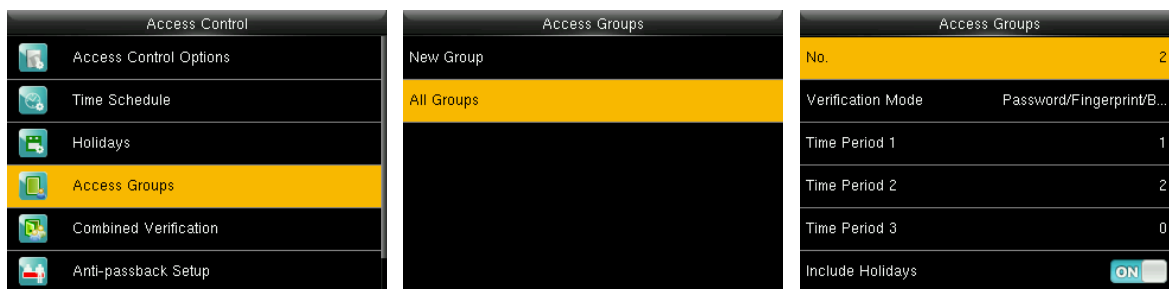 Access Control
Access Control Options
Time Schedule
Holidays
Access Groups
Combined Verification
Anti-passback Setup
Access Groups
New Group
All Groups
Access Groups
No. 2
Verification Mode Password/Fingerprint/B...
Time Period 1 1
Time Period 2 2
Time Period 3 0
Include Holidays ON